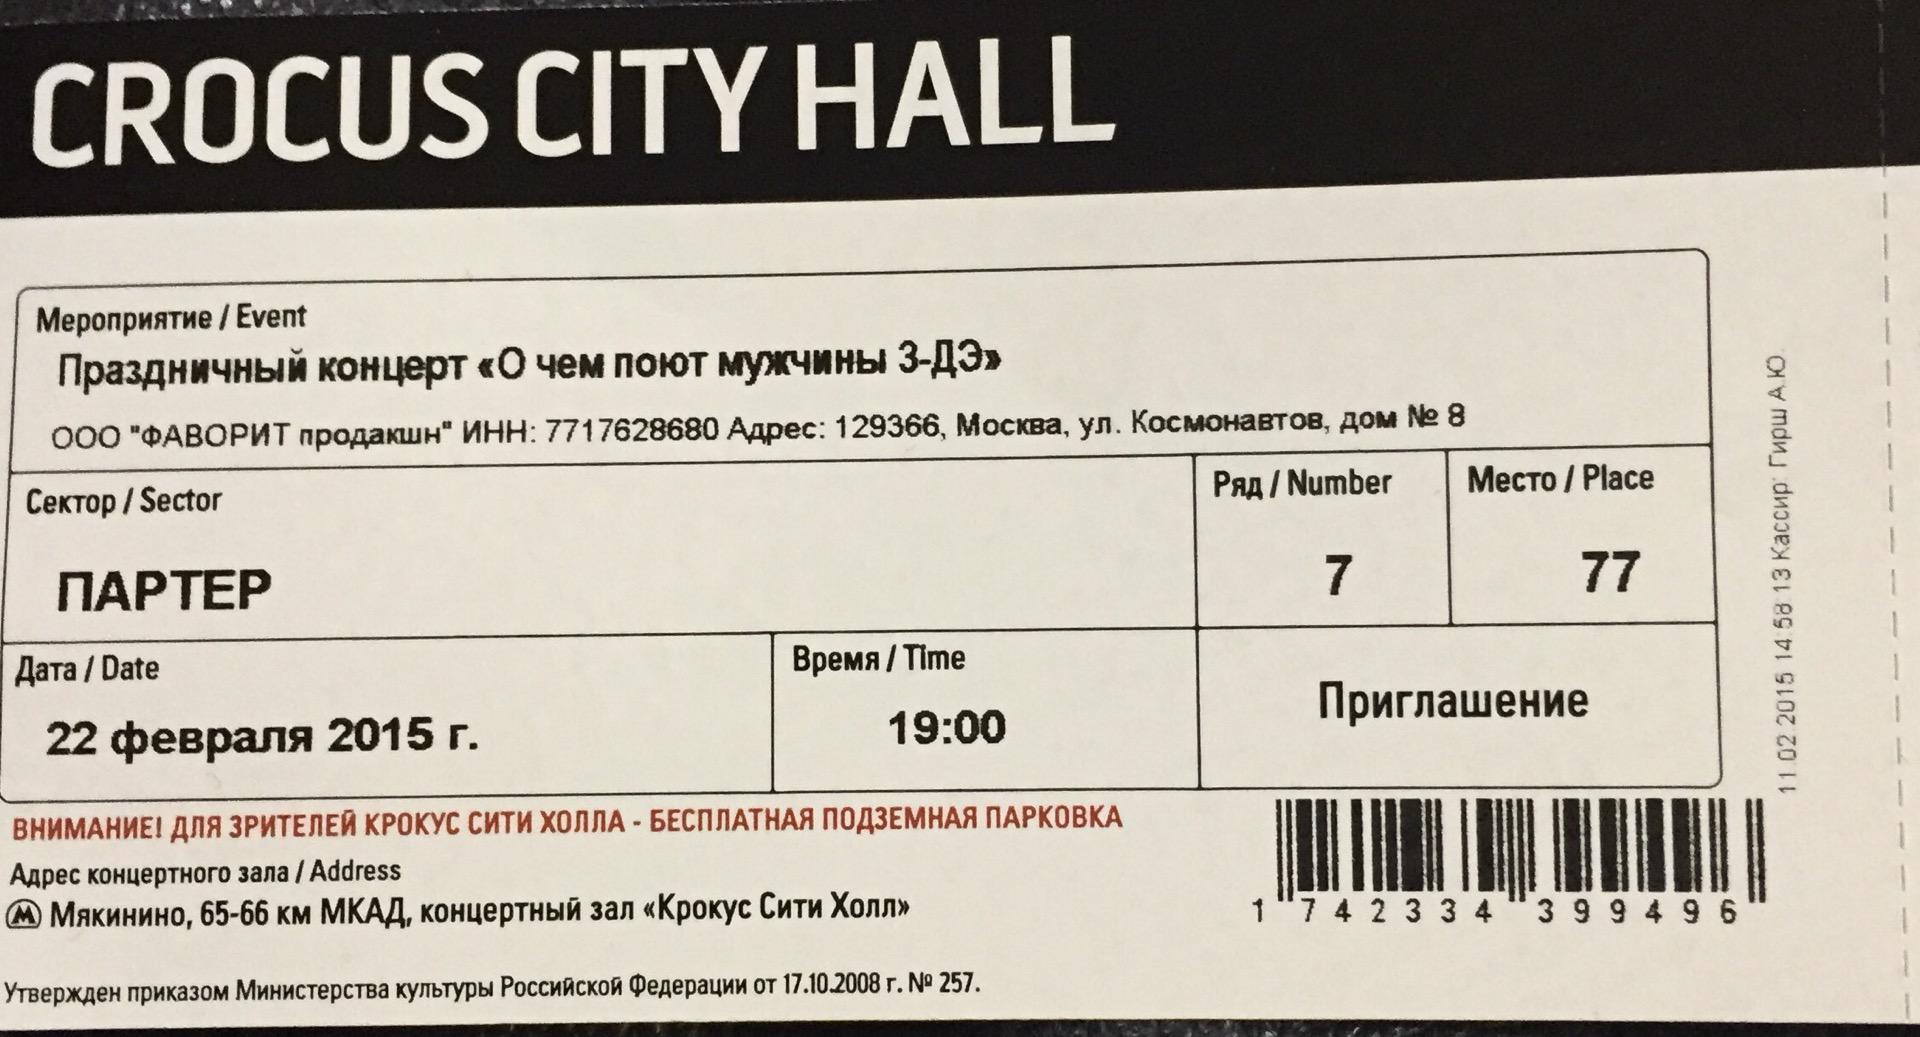 CROCUS CITY HALL
Мероприятие / Event
Праздничный концерт «О чем поют мужчины 3-ДЭ»
ООО "ФАВОРИТ продакшн" ИНН: 7717628680 Адрес: 129366, Москва, ул. Космонавтов, дом № 8
Сектор / Sector
ПАРТЕР
Ряд / Number
7
Место / Place
77
Дата / Date
22 февраля 2015 г.
Время / Time
19:00
Приглашение
11.02.2015 14:58:13 Кассир: Гирш А.Ю.
ВНИМАНИЕ! ДЛЯ ЗРИТЕЛЕЙ КРОКУС СИТИ ХОЛЛА - БЕСПЛАТНАЯ ПОДЗЕМНАЯ ПАРКОВКА
Адрес концертного зала / Address
М Мякинино, 65-66 км МКАД, концертный зал «Крокус Сити Холл»
1 742334 399496
Утвержден приказом Министерства культуры Российской Федерации от 17.10.2008 г. № 257.